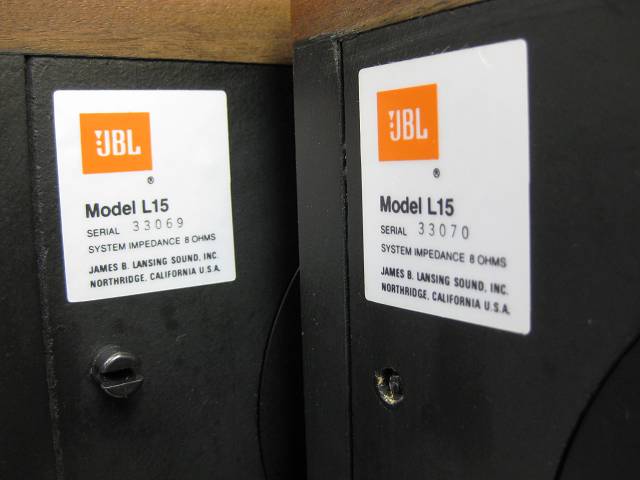 JBL
®
Model L15
SERIAL 33069
SYSTEM IMPEDANCE 8 OHMS
JAMES B. LANSING SOUND, INC.
NORTHRIDGE, CALIFORNIA U.S.A.
JBL
®
Model L15
SERIAL 33070
SYSTEM IMPEDANCE 8 OHMS
JAMES B. LANSING SOUND, INC.
NORTHRIDGE, CALIFORNIA U.S.A.